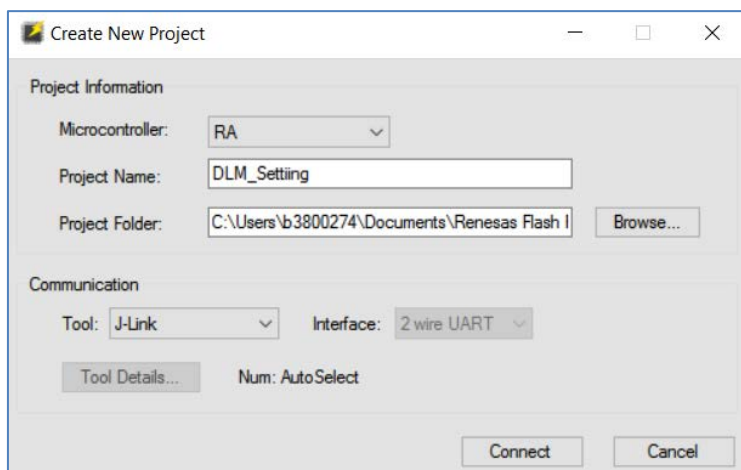 Create New Project
Project Information
Microcontroller: RA
Project Name: DLM_Settiing
Project Folder: C:\Users\b3800274\Documents\Renesas Flash Browse...
Communication
Tool: J-Link Interface: 2 wire UART
Tool Details... Num: AutoSelect
Connect Cancel